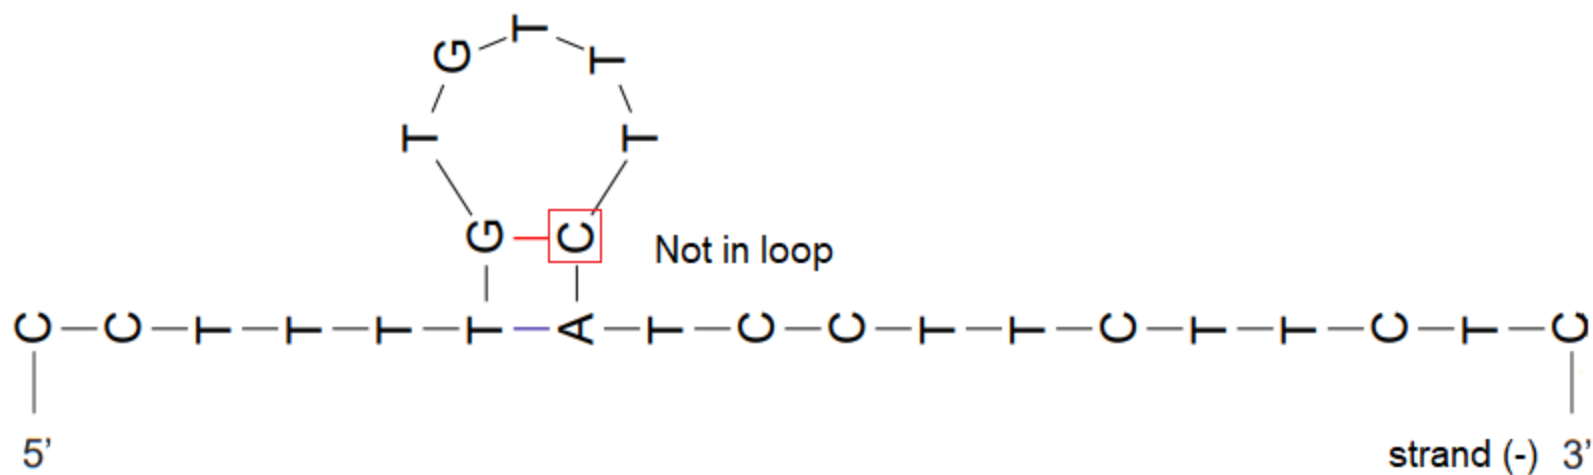 G T T
T T
G C Not in loop
C C T T T T A T C C T T C T T C T C
5’ strand (-) 3’